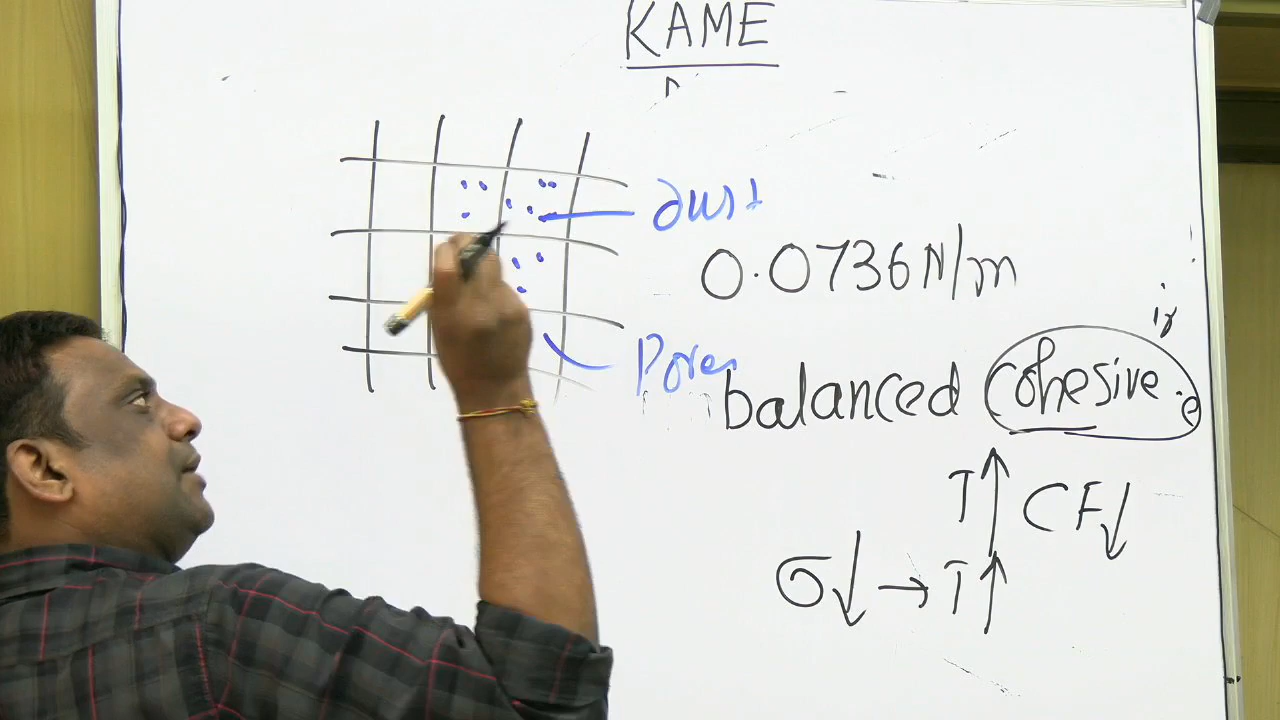 KAME
dust
0.0736 N/m
Pores
balanced cohesive
T↑ CF↓
σ↓ → T↑